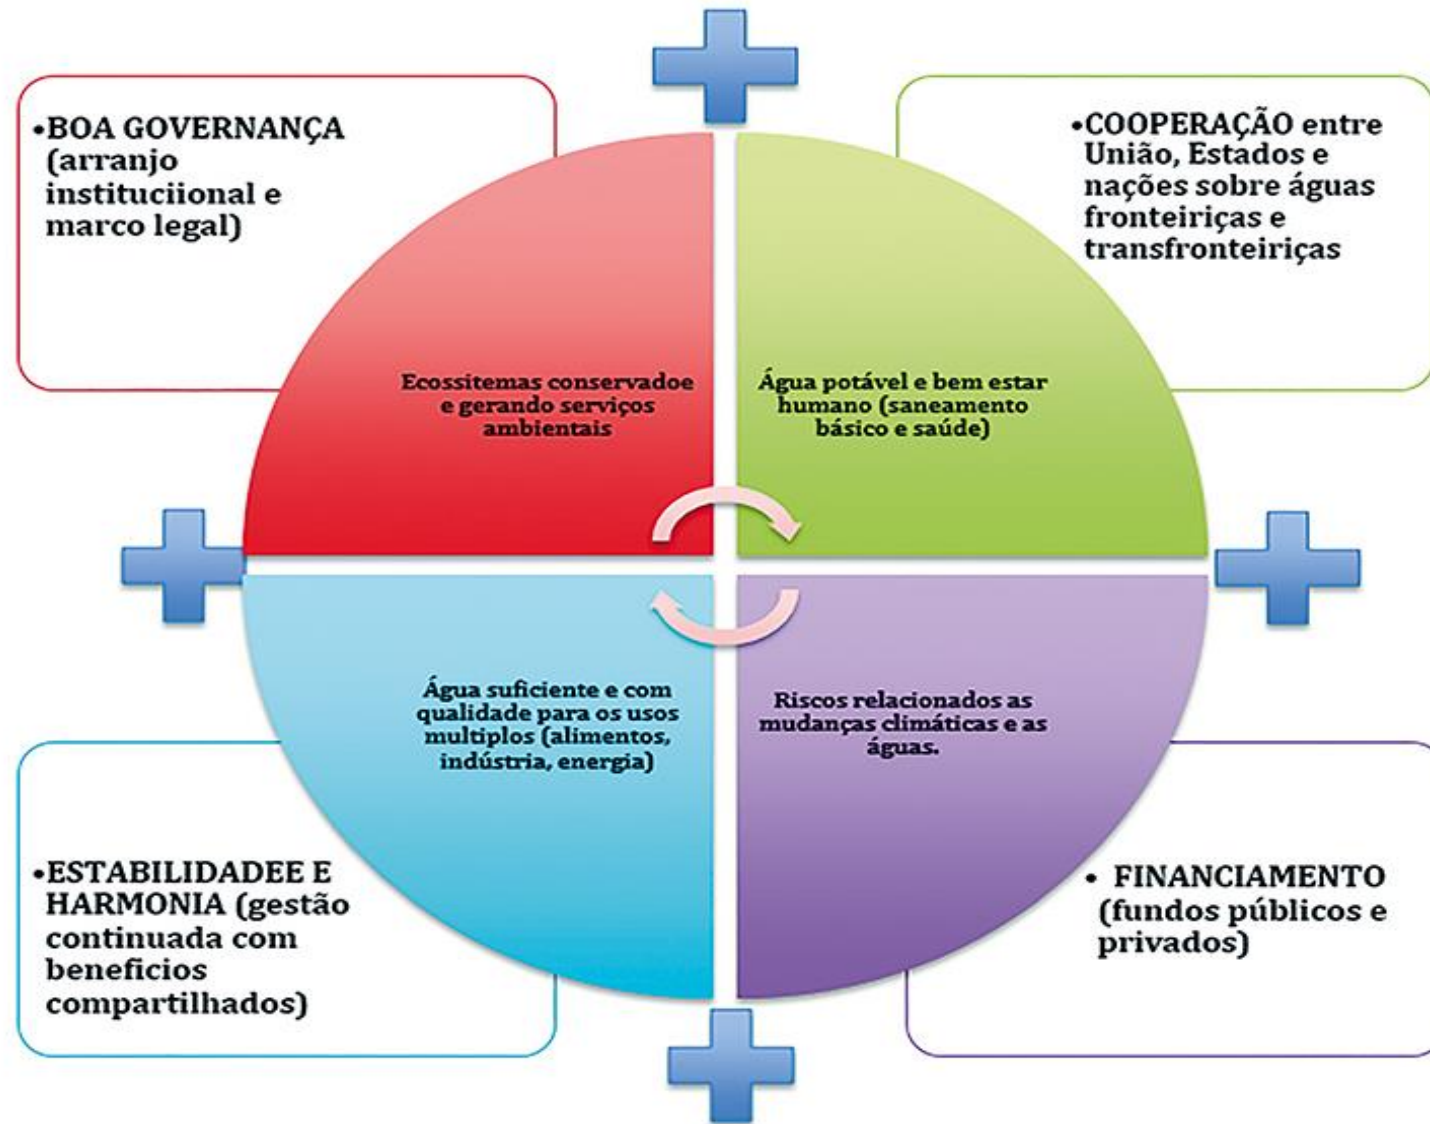 •BOA GOVERNANÇA
(arranjo
instituciional e
marco legal)
•COOPERAÇÃO entre
União, Estados e
nações sobre águas
fronteiriças e
transfronteiriças
Ecossitemas conservadoe
e gerando serviços
ambientais
Água potável e bem estar
humano (saneamento
básico e saúde)
Água suficiente e com
qualidade para os usos
multiplos (alimentos,
indústria, energia)
Riscos relacionados as
mudanças climáticas e as
águas.
•ESTABILIDADEE E
HARMONIA (gestão
continuada com
beneficios
compartilhados)
• FINANCIAMENTO
(fundos públicos e
privados)